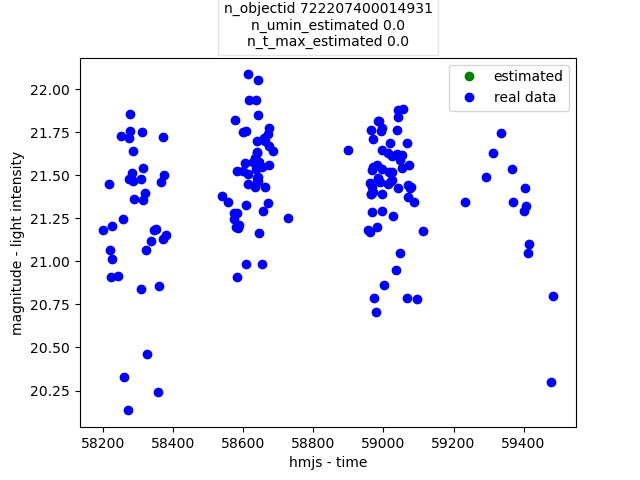 n_objectid 722207400014931
n_umin_estimated 0.0
n_t_max_estimated 0.0
estimated
real data
magnitude - light intensity
22.00
21.75
21.50
21.25
21.00
20.75
20.50
20.25
58200 58400 58600 58800 59000 59200 59400
hmjs - time